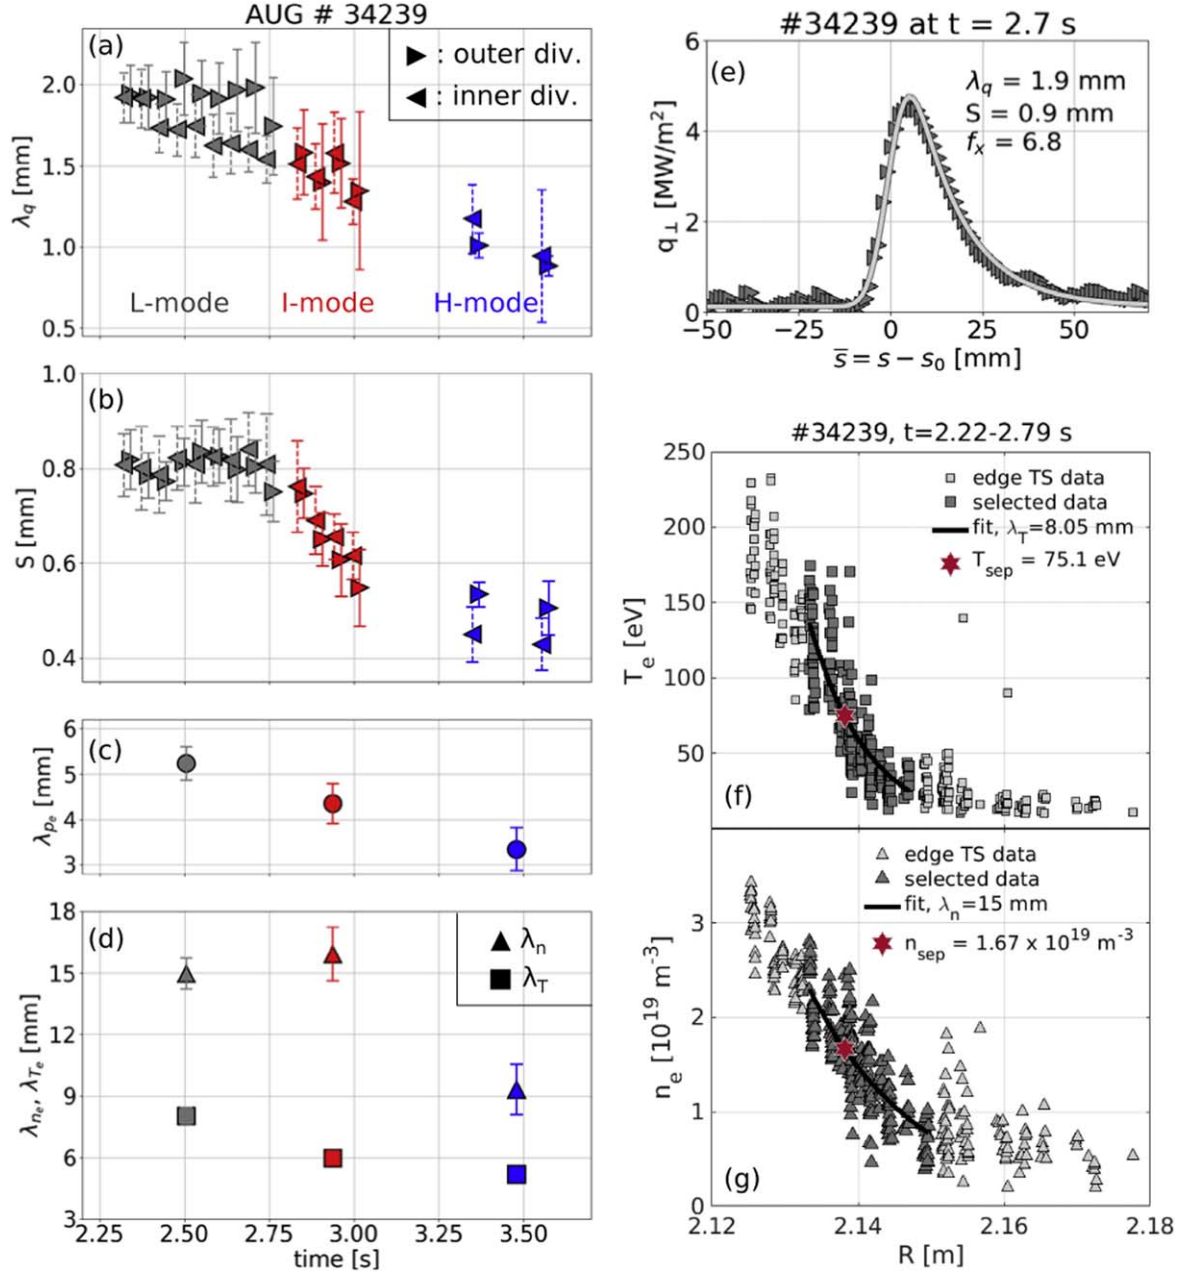 AUG # 34239
(a)
▶ : outer div.
◀ : inner div.
2.0
1.5
1.0
0.5
λq [mm]
L-mode
I-mode
H-mode
(b)
1.0
0.8
0.6
0.4
S [mm]
(c)
6
5
4
3
λpe [mm]
(d)
▲ λn
■ λT
18
15
12
9
6
3
λne, λTe [mm]
2.25
2.50
2.75
3.00
3.25
3.50
time [s]
#34239 at t = 2.7 s
(e)
λq = 1.9 mm
S = 0.9 mm
fx = 6.8
6
4
2
0
q⊥ [MW/m²]
−50
−25
0
25
50
s̅ = s − s₀ [mm]
#34239, t=2.22-2.79 s
edge TS data
selected data
fit, λT=8.05 mm
Tsep = 75.1 eV
250
200
150
100
50
Te [eV]
(f)
edge TS data
selected data
fit, λn=15 mm
nsep = 1.67 x 10¹⁹ m⁻³
3
2
1
0
ne [10¹⁹ m⁻³]
(g)
2.12
2.14
2.16
2.18
R [m]